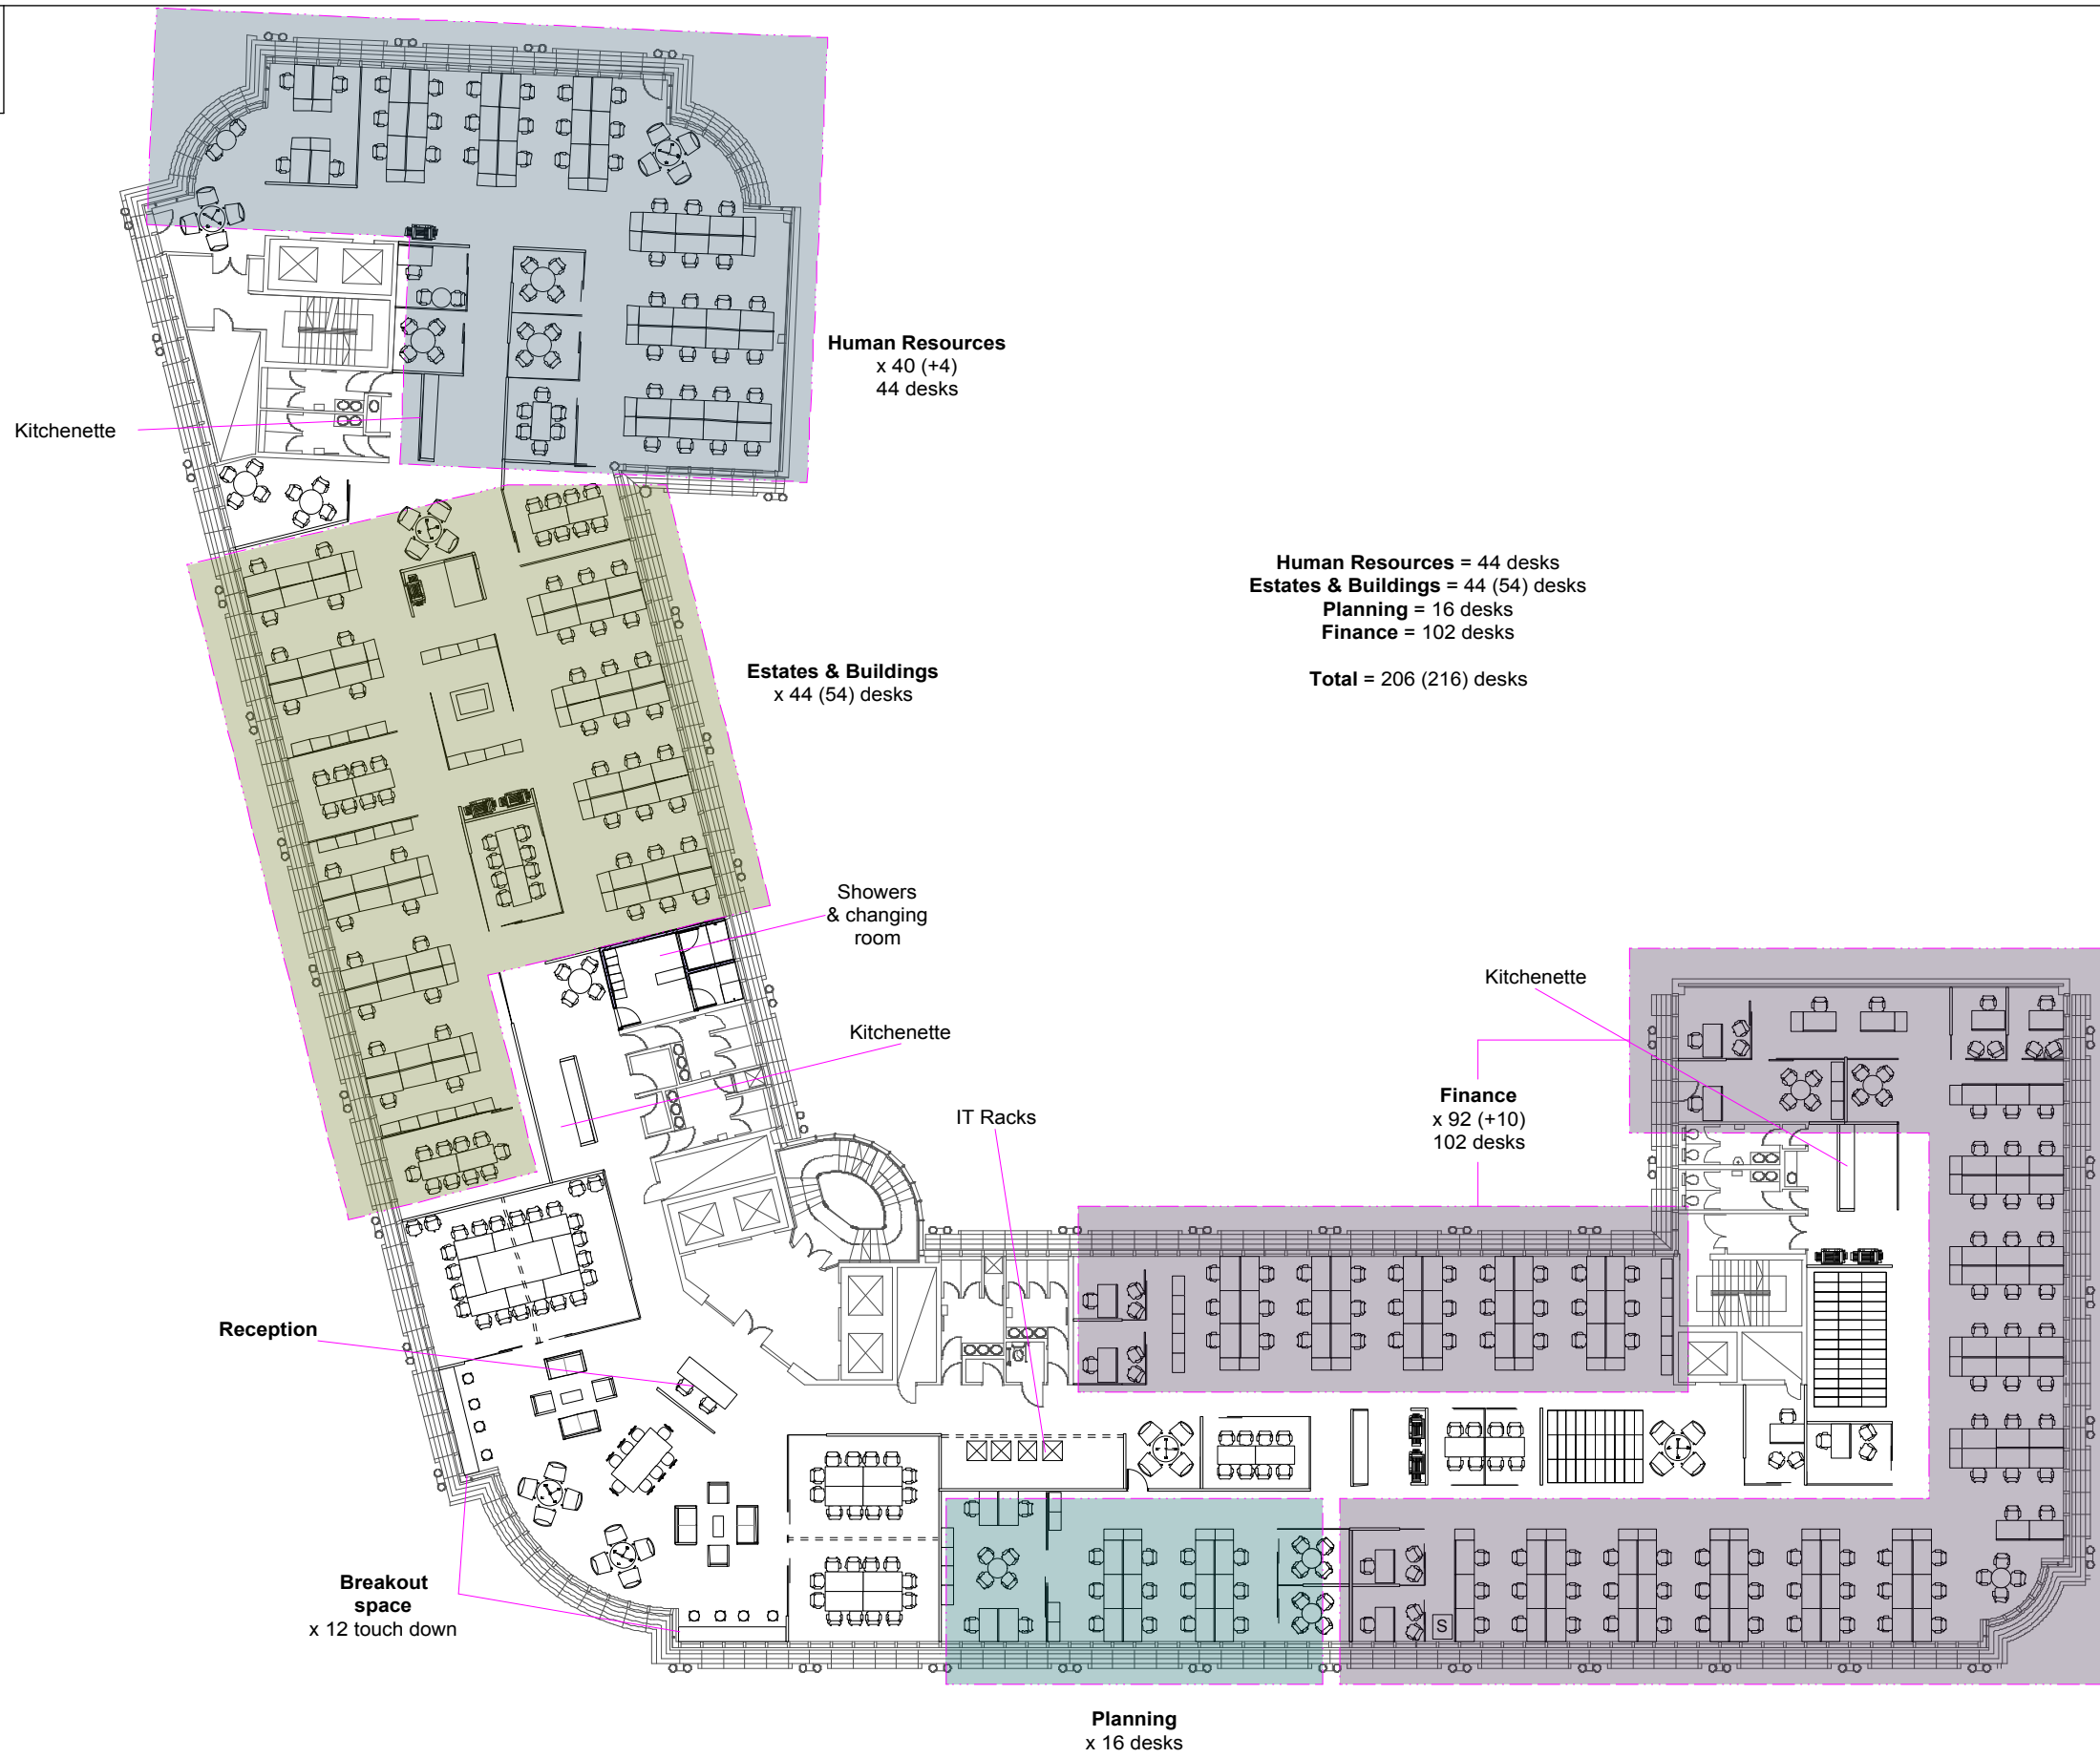 Human Resources
x 40 (+4)
44 desks
Kitchenette
Human Resources = 44 desks
Estates & Buildings = 44 (54) desks
Planning = 16 desks
Finance = 102 desks
Total = 206 (216) desks
Estates & Buildings
x 44 (54) desks
Showers
& changing
room
Kitchenette
Kitchenette
IT Racks
Finance
x 92 (+10)
102 desks
Reception
Breakout
space
x 12 touch down
S
Planning
x 16 desks